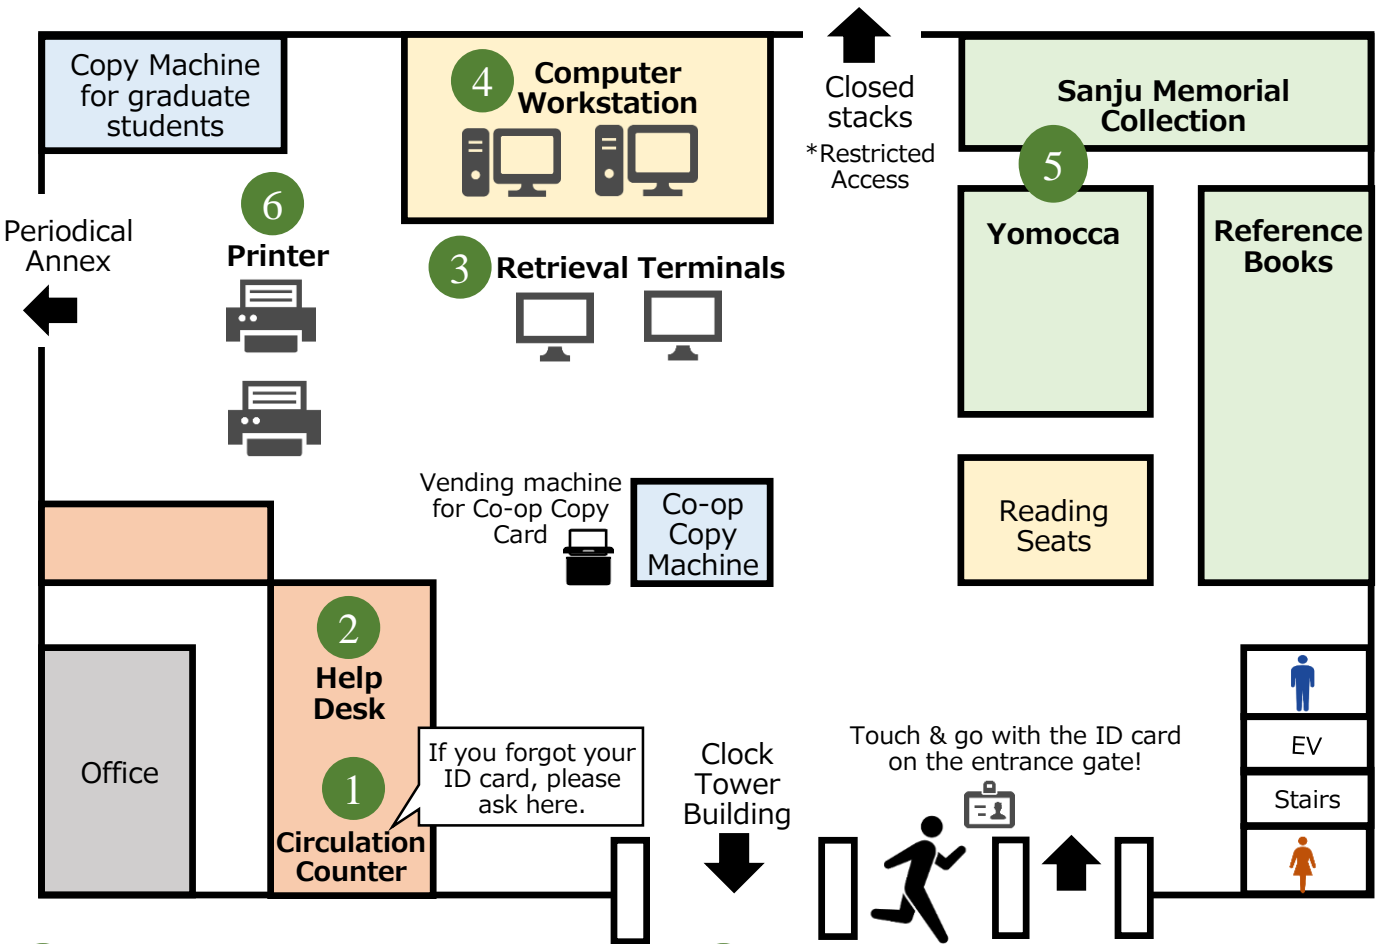 Copy Machine
for graduate
students
4
Computer
Workstation
Closed
stacks
*Restricted
Access
Sanju Memorial
Collection
5
Yomocca
Reference
Books
Periodical
Annex
6
Printer
3
Retrieval Terminals
Vending machine
for Co-op Copy
Card
Co-op
Copy
Machine
Reading
Seats
2
Help
Desk
Office
1
Circulation
Counter
If you forgot your
ID card, please
ask here.
Clock
Tower
Building
Touch & go with the ID card
on the entrance gate!
EV
Stairs